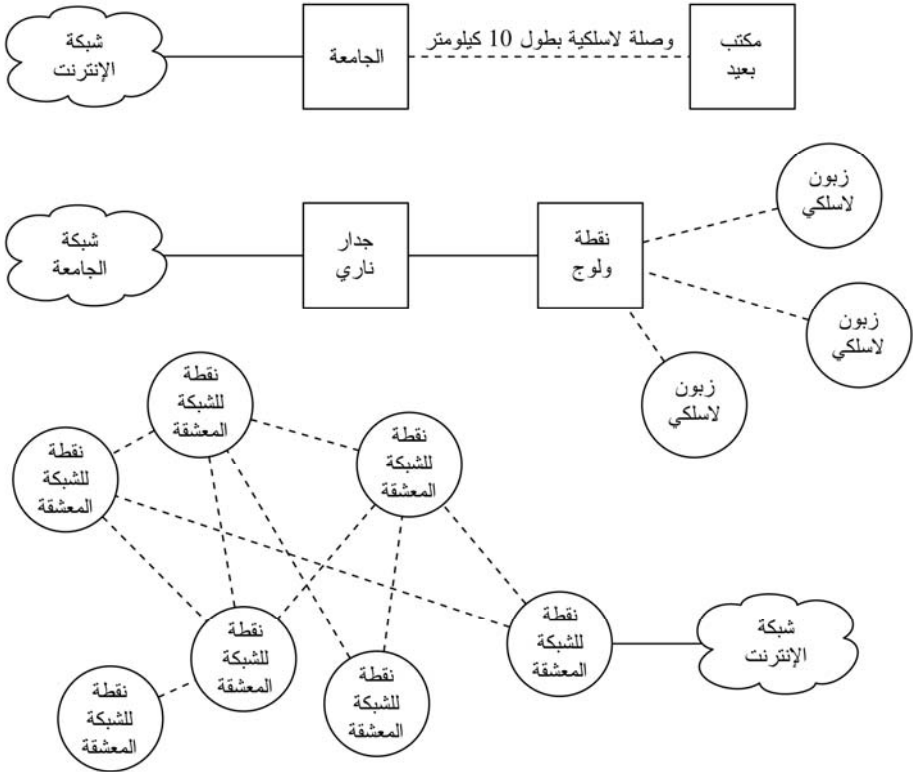 شبكة
الإنترنت
الجامعة
وصلة لاسلكية بطول 10 كيلومتر
مكتب
بعيد
شبكة
الجامعة
جدار
ناري
نقطة
ولوج
زبون
لاسلكي
زبون
لاسلكي
زبون
لاسلكي
نقطة
للشبكة
المعشقة
نقطة
للشبكة
المعشقة
نقطة
للشبكة
المعشقة
نقطة
للشبكة
المعشقة
نقطة
للشبكة
المعشقة
نقطة
للشبكة
المعشقة
نقطة
للشبكة
المعشقة
شبكة
الإنترنت